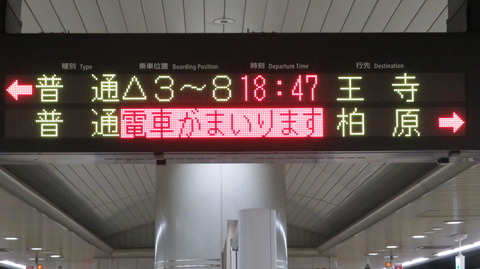 種別 Type 乗車位置 Boarding Position 時刻 Departure Time 行先 Destination
← 普通 △3〜8 18:47 王寺
普通 電車がまいります 柏原 →